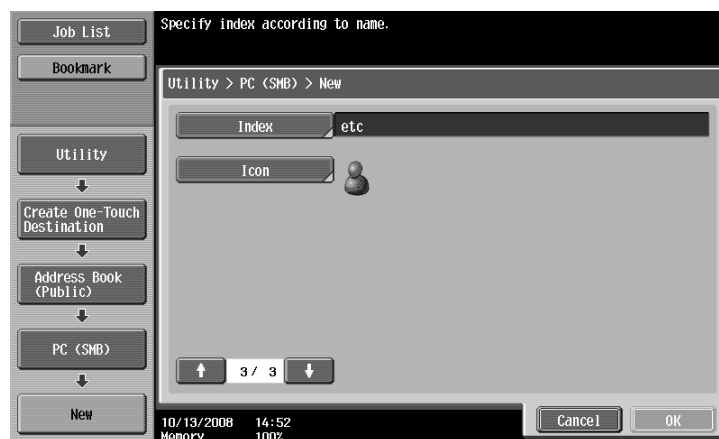 Job List
Specify index according to name.
Bookmark
Utility > PC (SMB) > New
Index
etc
Icon
Utility
Create One-Touch
Destination
Address Book
(Public)
PC (SMB)
New
3/ 3
10/13/2008 14:52
Memory 100%
Cancel
OK